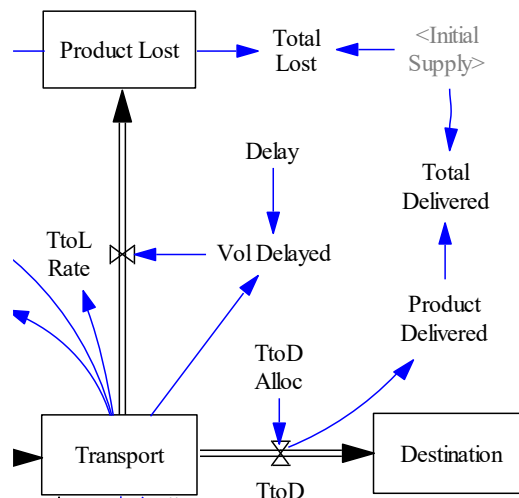 Product Lost
Total
Lost
<Initial
Supply>
Delay
Total
Delivered
TtoL
Rate
Vol Delayed
Product
Delivered
TtoD
Alloc
Transport
Destination
TtoD